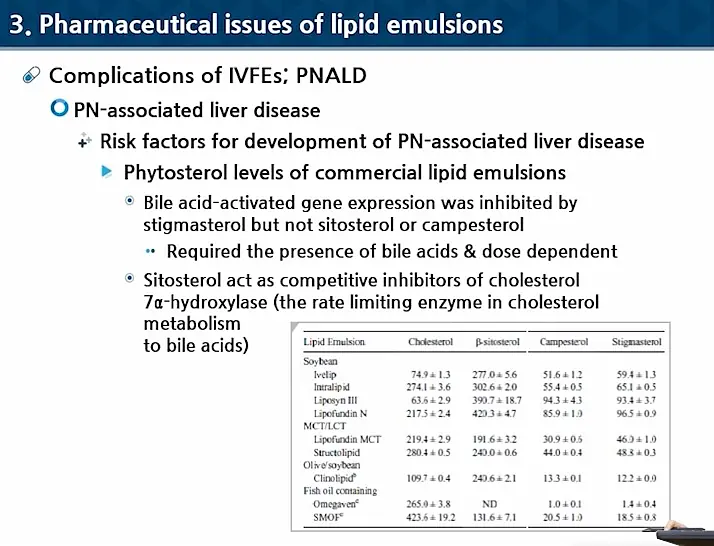 3. Pharmaceutical issues of lipid emulsions
Complications of IVFEs; PNALD
PN-associated liver disease
Risk factors for development of PN-associated liver disease
Phytosterol levels of commercial lipid emulsions
Bile acid-activated gene expression was inhibited by
stigmasterol but not sitosterol or campesterol
Required the presence of bile acids & dose dependent
Sitosterol act as competitive inhibitors of cholesterol
7α-hydroxylase (the rate limiting enzyme in cholesterol
metabolism
to bile acids)
Lipid Emulsion Cholesterol β-sitosterol Campesterol Stigmasterol
Soybean
Ivelip 74.9 ± 1.3 277.0 ± 5.6 51.6 ± 1.2 59.4 ± 1.3
Intralipid 274.1 ± 3.6 302.6 ± 2.0 55.4 ± 0.5 65.1 ± 0.5
Liposyn III 63.6 ± 2.9 390.7 ± 18.7 94.3 ± 4.3 93.4 ± 3.7
Lipofundin N 217.5 ± 2.4 420.3 ± 4.7 85.9 ± 1.0 96.5 ± 0.9
MCT/LCT
Lipofundin MCT 219.4 ± 2.9 191.6 ± 3.2 30.9 ± 0.6 46.0 ± 1.0
Structolipid 280.4 ± 0.5 240.0 ± 0.6 44.0 ± 0.4 48.8 ± 0.3
Olive/soybean
Clinolipid 109.7 ± 0.4 240.6 ± 2.1 13.3 ± 0.1 12.2 ± 0.0
Fish oil containing
Omegaven 265.0 ± 3.8 ND 1.0 ± 0.1 1.4 ± 0.4
SMOF 423.6 ± 19.2 131.6 ± 7.1 20.5 ± 1.0 18.5 ± 0.8